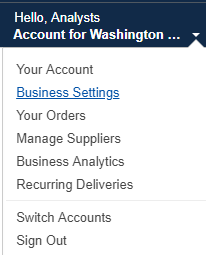 Hello, Analysts
Account for Washington ...
Your Account
Business Settings
Your Orders
Manage Suppliers
Business Analytics
Recurring Deliveries
Switch Accounts
Sign Out